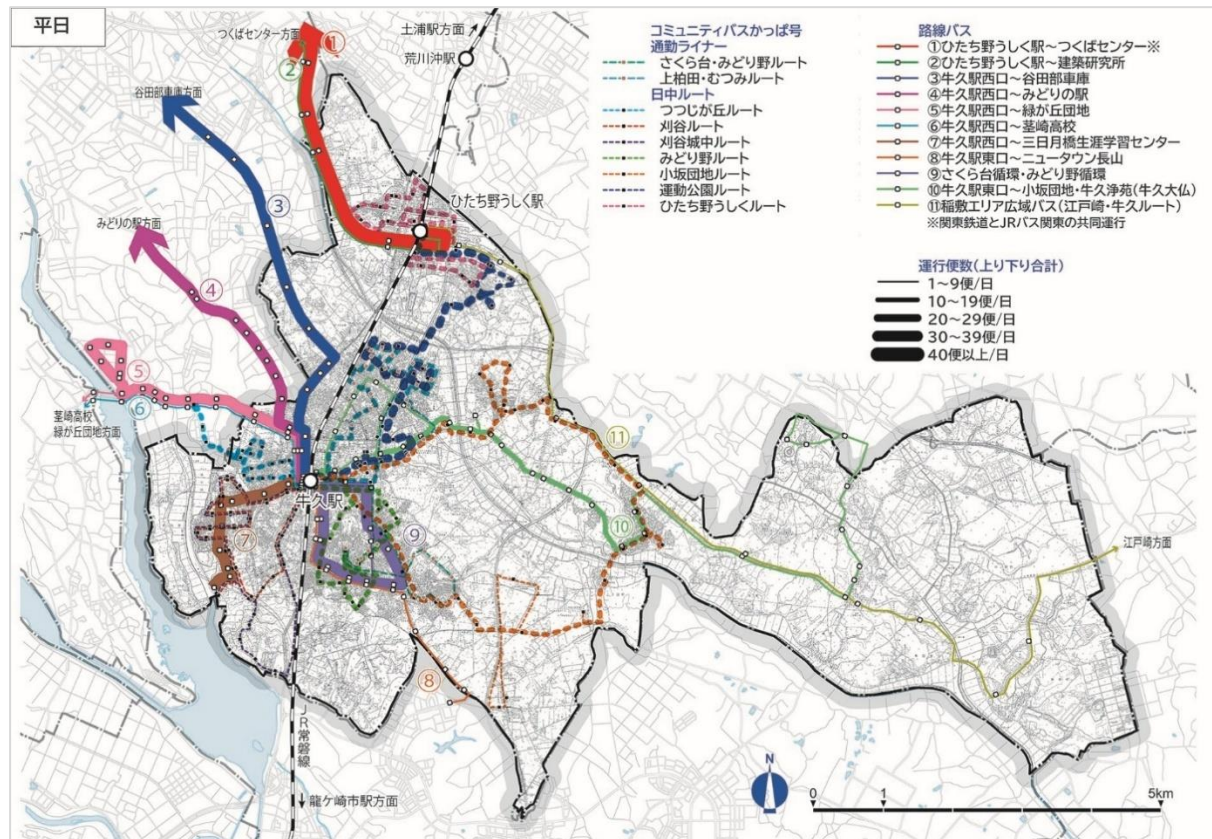 平日
つくばセンター方面
土浦駅方面
荒川沖駅
①
②
谷田部車庫方面
③
ひたち野うしく駅
みどりの駅方面
④
⑤
⑥
茎崎高校
緑が丘団地方面
牛久駅
⑦
⑨
⑩
⑪
⑧
江戸崎方面
JR常磐線
龍ケ崎市駅方面
コミュニティバスかっぱ号
通勤ライナー
さくら台・みどり野ルート
上柏田・むつみルート
日中ルート
つつじが丘ルート
刈谷ルート
刈谷城中ルート
みどり野ルート
小坂団地ルート
運動公園ルート
ひたち野うしくルート
路線バス
①ひたち野うしく駅~つくばセンター※
②ひたち野うしく駅~建築研究所
③牛久駅西口~谷田部車庫
④牛久駅西口~みどりの駅
⑤牛久駅西口~緑が丘団地
⑥牛久駅西口~茎崎高校
⑦牛久駅西口~三日月橋生涯学習センター
⑧牛久駅東口~ニュータウン長山
⑨さくら台循環・みどり野循環
⑩牛久駅東口~小坂団地・牛久浄苑(牛久大仏)
⑪稲敷エリア広域バス(江戸崎・牛久ルート)
※関東鉄道とJRバス関東の共同運行
運行便数(上り下り合計)
1~9便/日
10~19便/日
20~29便/日
30~39便/日
40便以上/日
N
0 1 5km